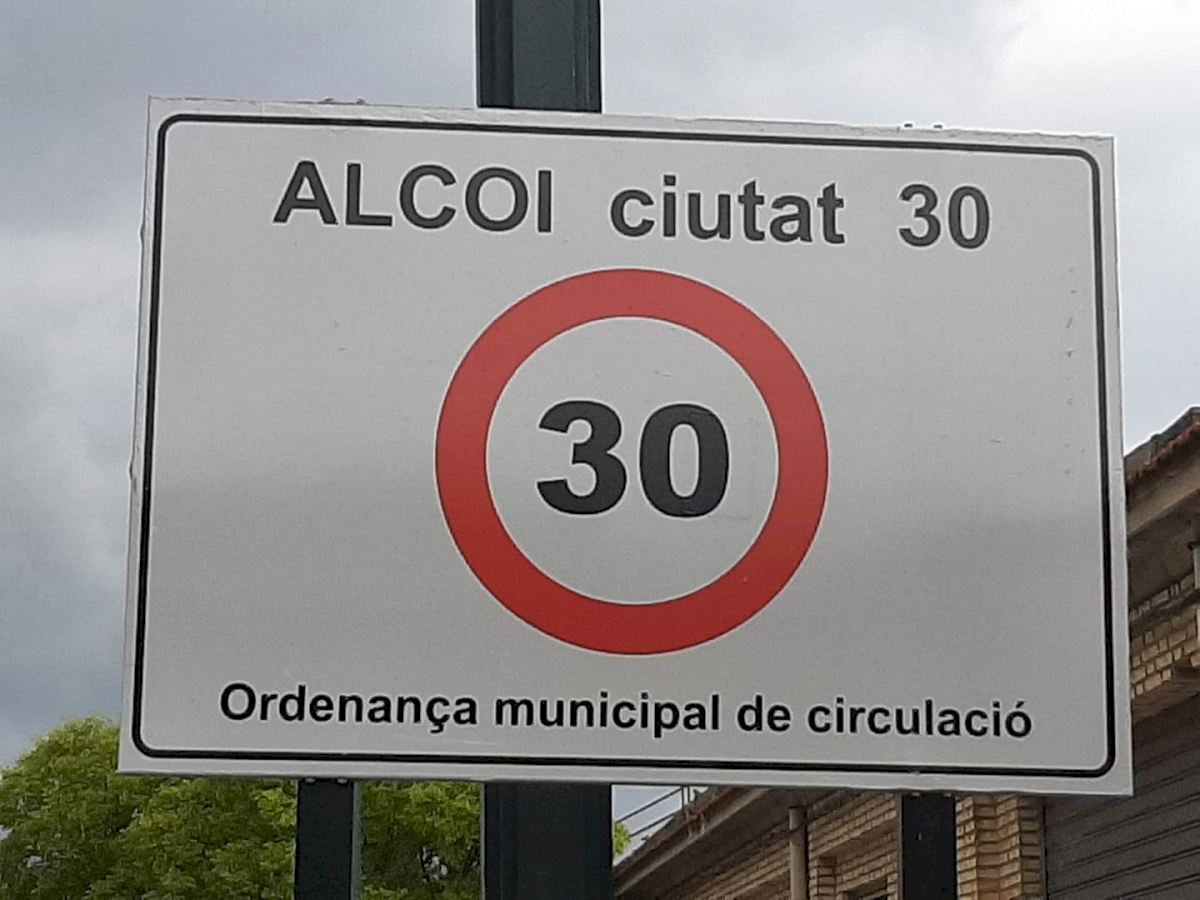 ALCOI ciutat 30
30
Ordenança municipal de circulació